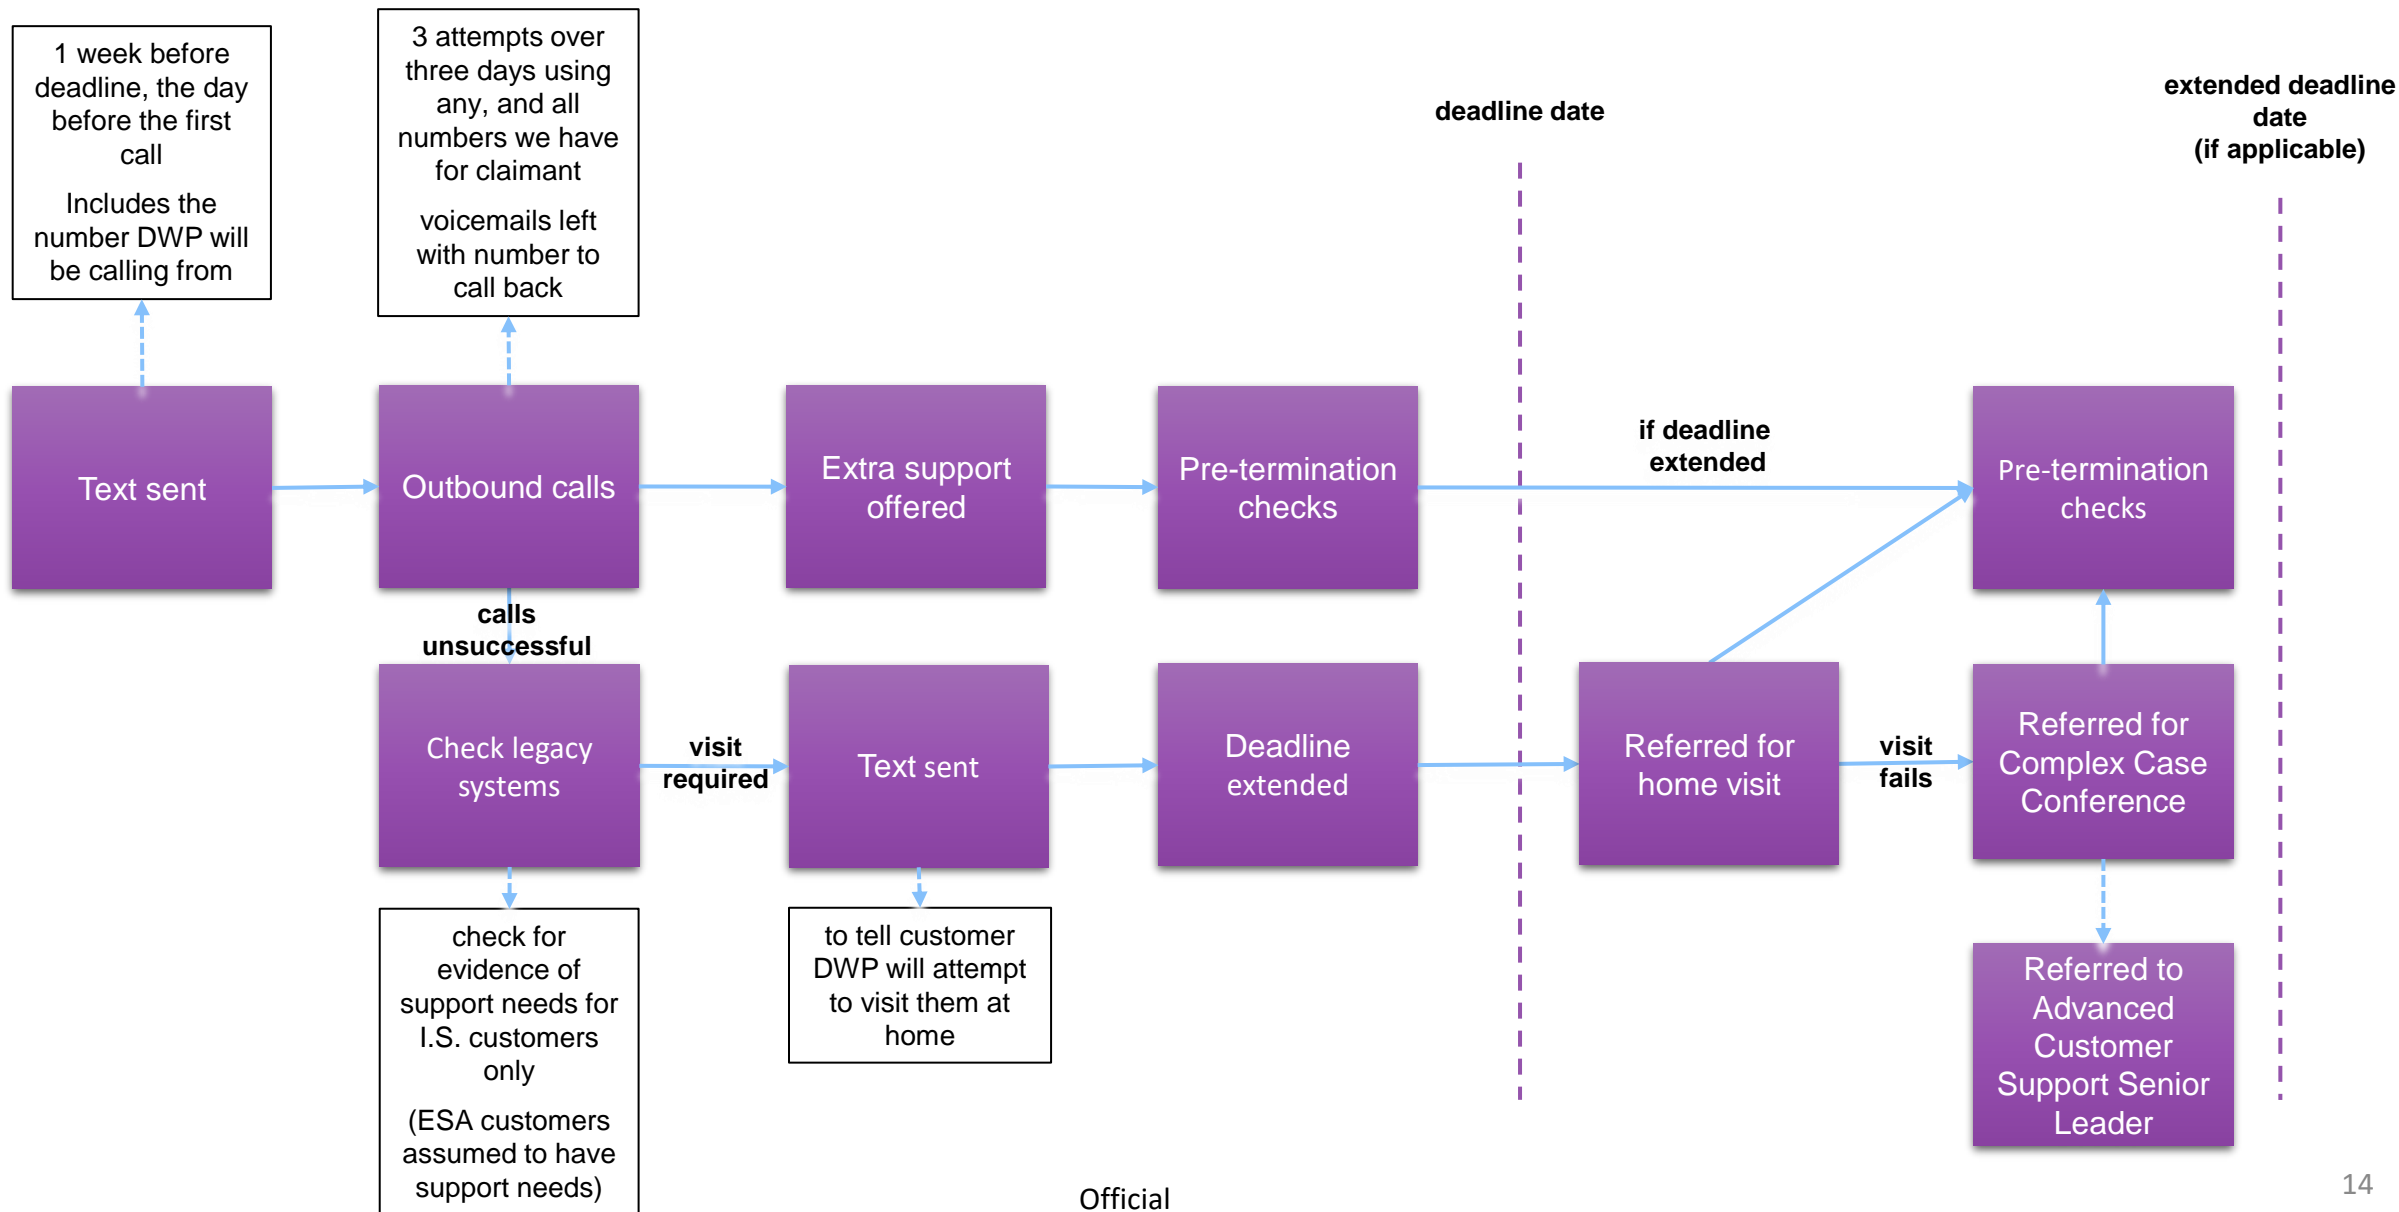 1 week before
deadline, the day
before the first
call
Includes the
number DWP will
be calling from
3 attempts over
three days using
any, and all
numbers we have
for claimant
voicemails left
with number to
call back
deadline date
extended deadline
date
(if applicable)
Text sent
Outbound calls
Extra support
offered
Pre-termination
checks
if deadline
extended
Pre-termination
checks
calls
unsuccessful
Check legacy
systems
visit
required
Text sent
Deadline
extended
Referred for
home visit
visit
fails
Referred for
Complex Case
Conference
check for
evidence of
support needs for
I.S. customers
only
(ESA customers
assumed to have
support needs)
to tell customer
DWP will attempt
to visit them at
home
Referred to
Advanced
Customer
Support Senior
Leader
Official
14